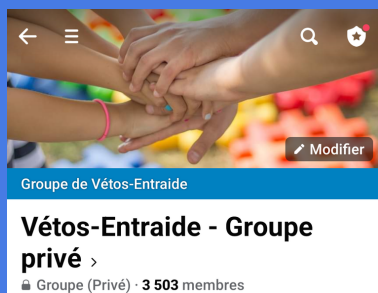 Modifier
Groupe de Vétos-Entraide
Vétos-Entraide - Groupe
privé >
Groupe (Privé) · 3 503 membres